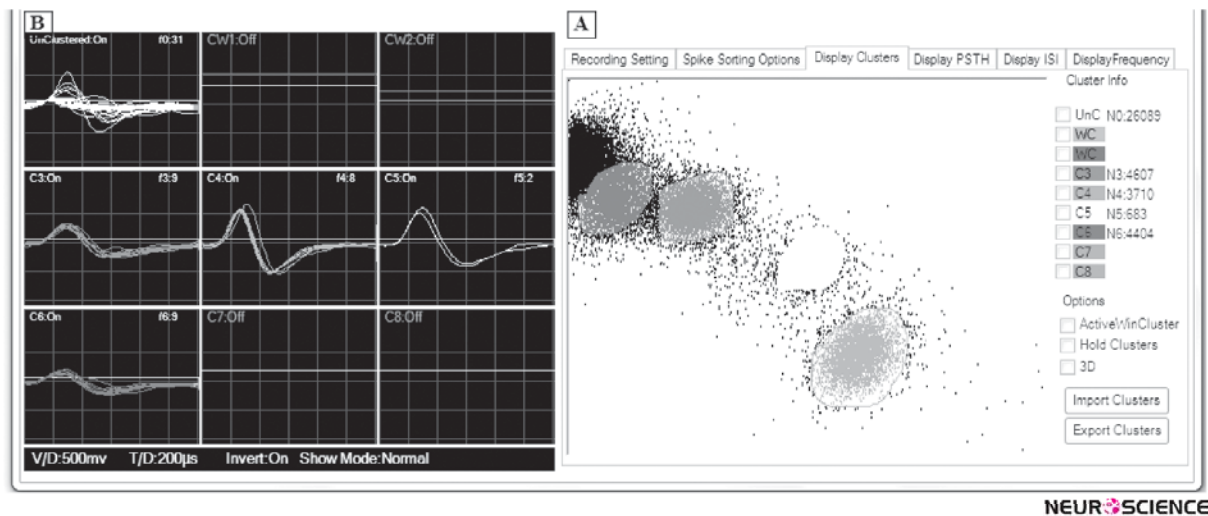 B
UnClustered:On f0:31
CW1:Off
CW2:Off
C3:On f3:9
C4:On f4:8
C5:On f5:2
C6:On f6:9
C7:Off
C8:Off
V/D:500mv T/D:200µs Invert:On Show Mode:Normal
A
Recording Setting Spike Sorting Options Display Clusters Display PSTH Display ISI DisplayFrequency
Cluster Info
UnC N0:26089
WC
WC
C3 N3:4607
C4 N4:3710
C5 N5:683
C6 N6:4404
C7
C8
Options
ActiveWinCluster
Hold Clusters
3D
Import Clusters
Export Clusters
NEUROSCIENCE